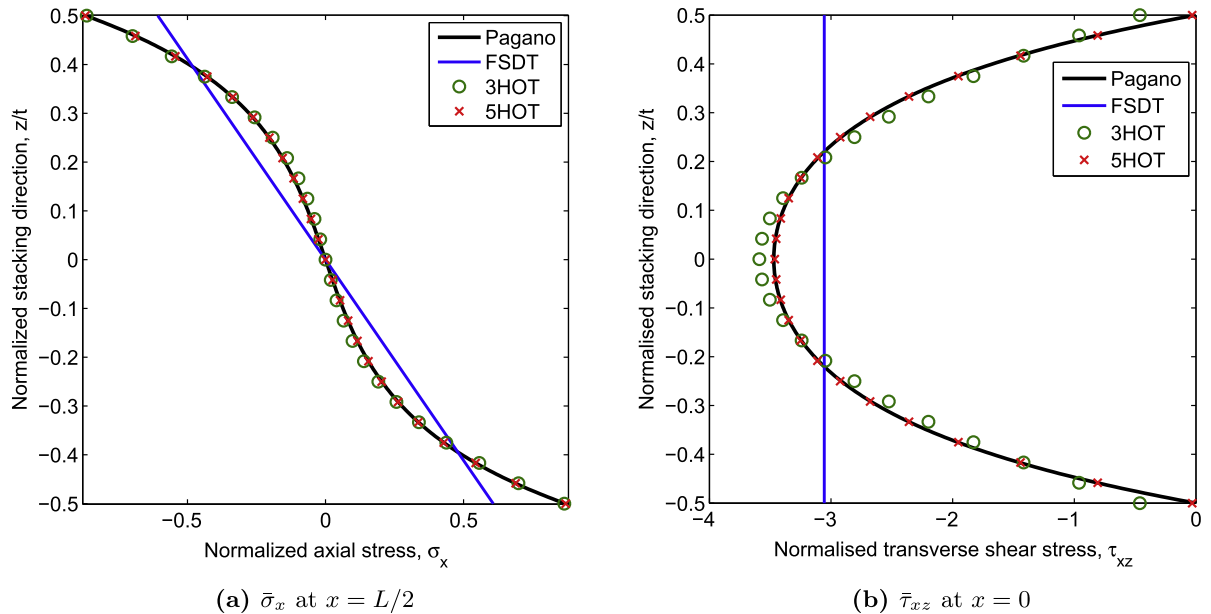 0.5
0.4
0.3
0.2
0.1
0
−0.1
−0.2
−0.3
−0.4
−0.5
Normalized stacking direction, z/t
−0.5
0
0.5
Normalized axial stress, σx
Pagano
FSDT
3HOT
5HOT
(a) σ̄x at x = L/2
0.5
0.4
0.3
0.2
0.1
0
−0.1
−0.2
−0.3
−0.4
−0.5
Normalised stacking direction, z/t
−4
−3
−2
−1
0
Normalised transverse shear stress, τxz
Pagano
FSDT
3HOT
5HOT
(b) τ̄xz at x = 0